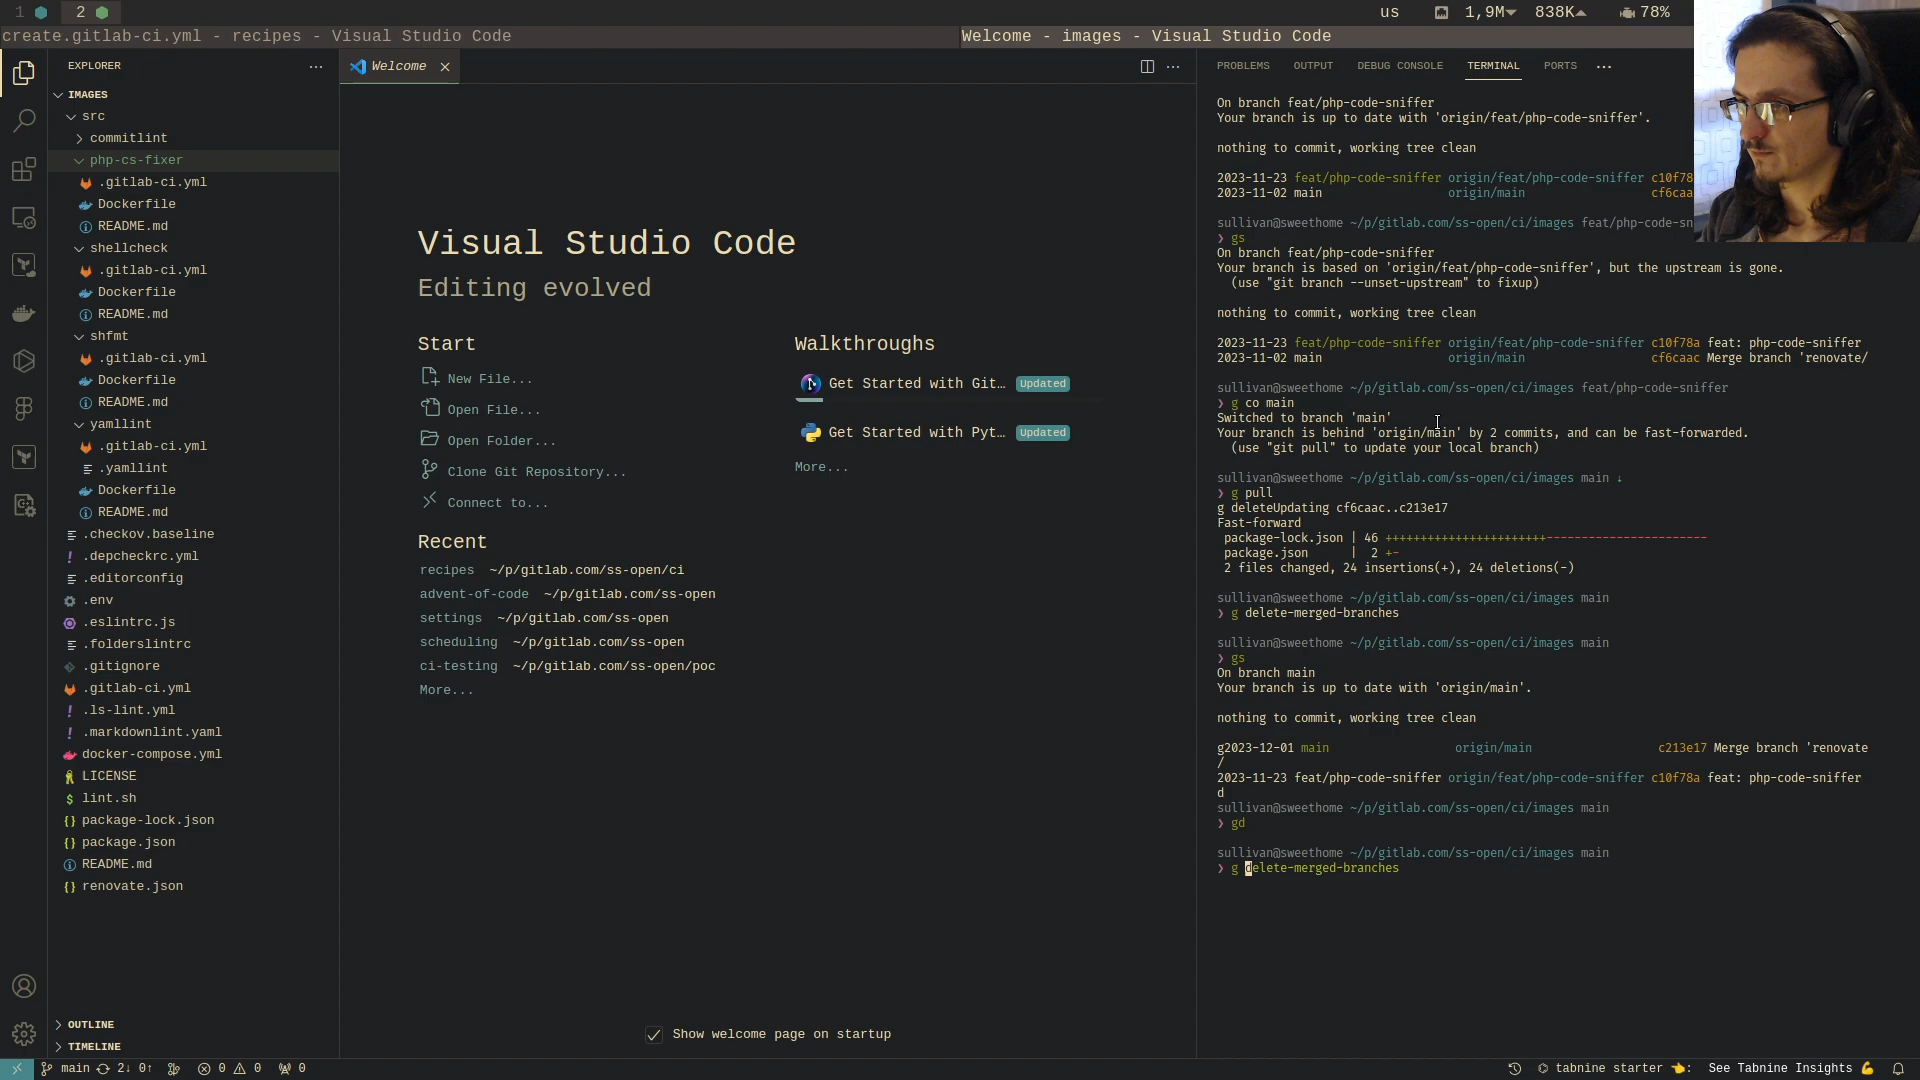 1 2 us 1,9M 838K 78%
create.gitlab-ci.yml - recipes - Visual Studio Code
Welcome - images - Visual Studio Code
EXPLORER
IMAGES
src
commitlint
php-cs-fixer
.gitlab-ci.yml
Dockerfile
README.md
shellcheck
.gitlab-ci.yml
Dockerfile
README.md
shfmt
.gitlab-ci.yml
Dockerfile
README.md
yamllint
.gitlab-ci.yml
.yamllint
Dockerfile
README.md
.checkov.baseline
.depcheckrc.yml
.editorconfig
.env
.eslintrc.js
.folderslintrc
.gitignore
.gitlab-ci.yml
.ls-lint.yml
.markdownlint.yaml
docker-compose.yml
LICENSE
lint.sh
package-lock.json
package.json
README.md
renovate.json
OUTLINE
TIMELINE
Welcome
Visual Studio Code
Editing evolved
Start
New File...
Open File...
Open Folder...
Clone Git Repository...
Connect to...
Recent
recipes ~/p/gitlab.com/ss-open/ci
advent-of-code ~/p/gitlab.com/ss-open
settings ~/p/gitlab.com/ss-open
scheduling ~/p/gitlab.com/ss-open
ci-testing ~/p/gitlab.com/ss-open/poc
More...
Walkthroughs
Get Started with Git... Updated
Get Started with Pyt... Updated
More...
Show welcome page on startup
PROBLEMS OUTPUT DEBUG CONSOLE TERMINAL PORTS ...
On branch feat/php-code-sniffer
Your branch is up to date with 'origin/feat/php-code-sniffer'.
nothing to commit, working tree clean
2023-11-23 feat/php-code-sniffer origin/feat/php-code-sniffer c10f78
2023-11-02 main origin/main cf6caa
sullivan@sweethome ~/p/gitlab.com/ss-open/ci/images feat/php-code-sn
❯ gs
On branch feat/php-code-sniffer
Your branch is based on 'origin/feat/php-code-sniffer', but the upstream is gone.
(use "git branch --unset-upstream" to fixup)
nothing to commit, working tree clean
2023-11-23 feat/php-code-sniffer origin/feat/php-code-sniffer c10f78a feat: php-code-sniffer
2023-11-02 main origin/main cf6caac Merge branch 'renovate/
sullivan@sweethome ~/p/gitlab.com/ss-open/ci/images feat/php-code-sniffer
❯ g co main
Switched to branch 'main'
Your branch is behind 'origin/main' by 2 commits, and can be fast-forwarded.
(use "git pull" to update your local branch)
sullivan@sweethome ~/p/gitlab.com/ss-open/ci/images main ↓
❯ g pull
g deleteUpdating cf6caac..c213e17
Fast-forward
package-lock.json | 46 +++++++++++++++++++++++-----------------------
package.json | 2 +-
2 files changed, 24 insertions(+), 24 deletions(-)
sullivan@sweethome ~/p/gitlab.com/ss-open/ci/images main
❯ g delete-merged-branches
sullivan@sweethome ~/p/gitlab.com/ss-open/ci/images main
❯ gs
On branch main
Your branch is up to date with 'origin/main'.
nothing to commit, working tree clean
g2023-12-01 main origin/main c213e17 Merge branch 'renovate
/
2023-11-23 feat/php-code-sniffer origin/feat/php-code-sniffer c10f78a feat: php-code-sniffer
d
sullivan@sweethome ~/p/gitlab.com/ss-open/ci/images main
❯ gd
sullivan@sweethome ~/p/gitlab.com/ss-open/ci/images main
❯ g delete-merged-branches
main 2↓ 0↑ 0 0 0
tabnine starter 👈: See Tabnine Insights 💪